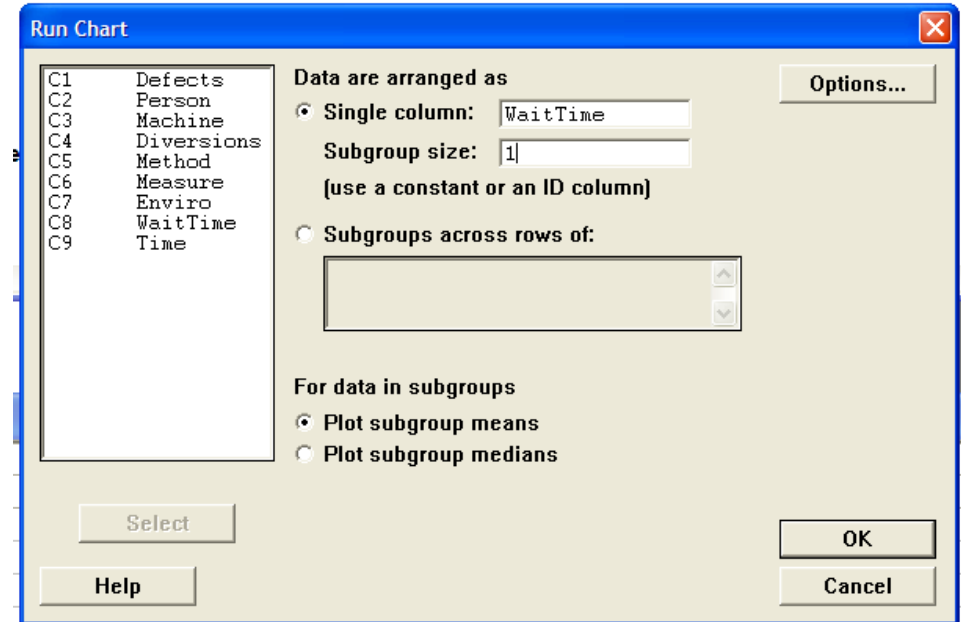 Run Chart
C1 Defects
C2 Person
C3 Machine
C4 Diversions
C5 Method
C6 Measure
C7 Enviro
C8 WaitTime
C9 Time
Data are arranged as
Single column: WaitTime
Subgroup size: 1
(use a constant or an ID column)
Subgroups across rows of:
For data in subgroups
Plot subgroup means
Plot subgroup medians
Options...
Select
Help
OK
Cancel